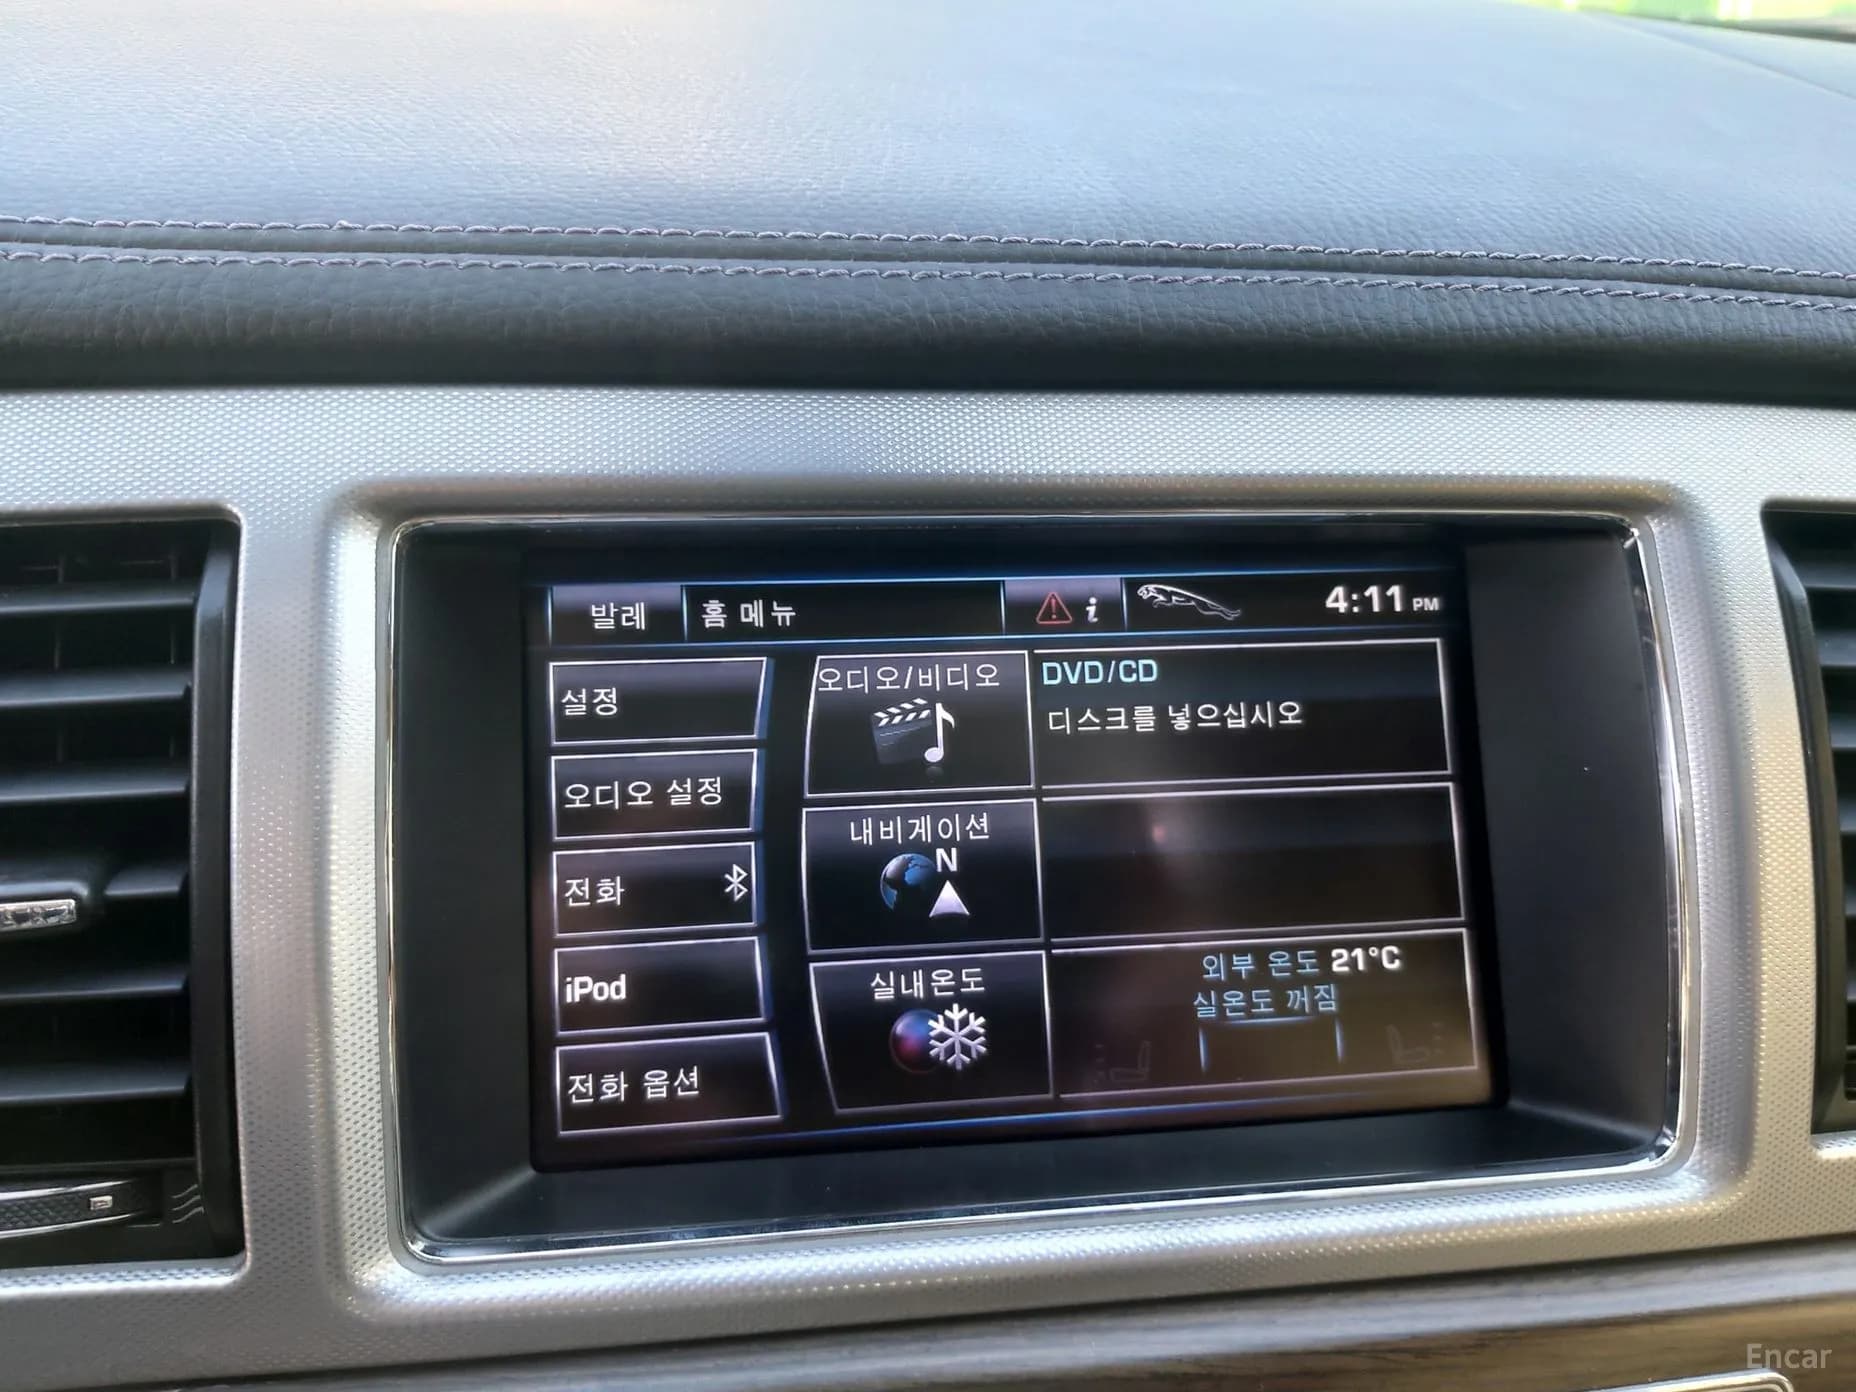 발레 홈 메뉴 i 4:11 PM
설정
오디오 설정
전화
iPod
전화 옵션
오디오/비디오
내비게이션
N
실내온도
DVD/CD
디스크를 넣으십시오
외부 온도 21°C
실온도 꺼짐
Encar